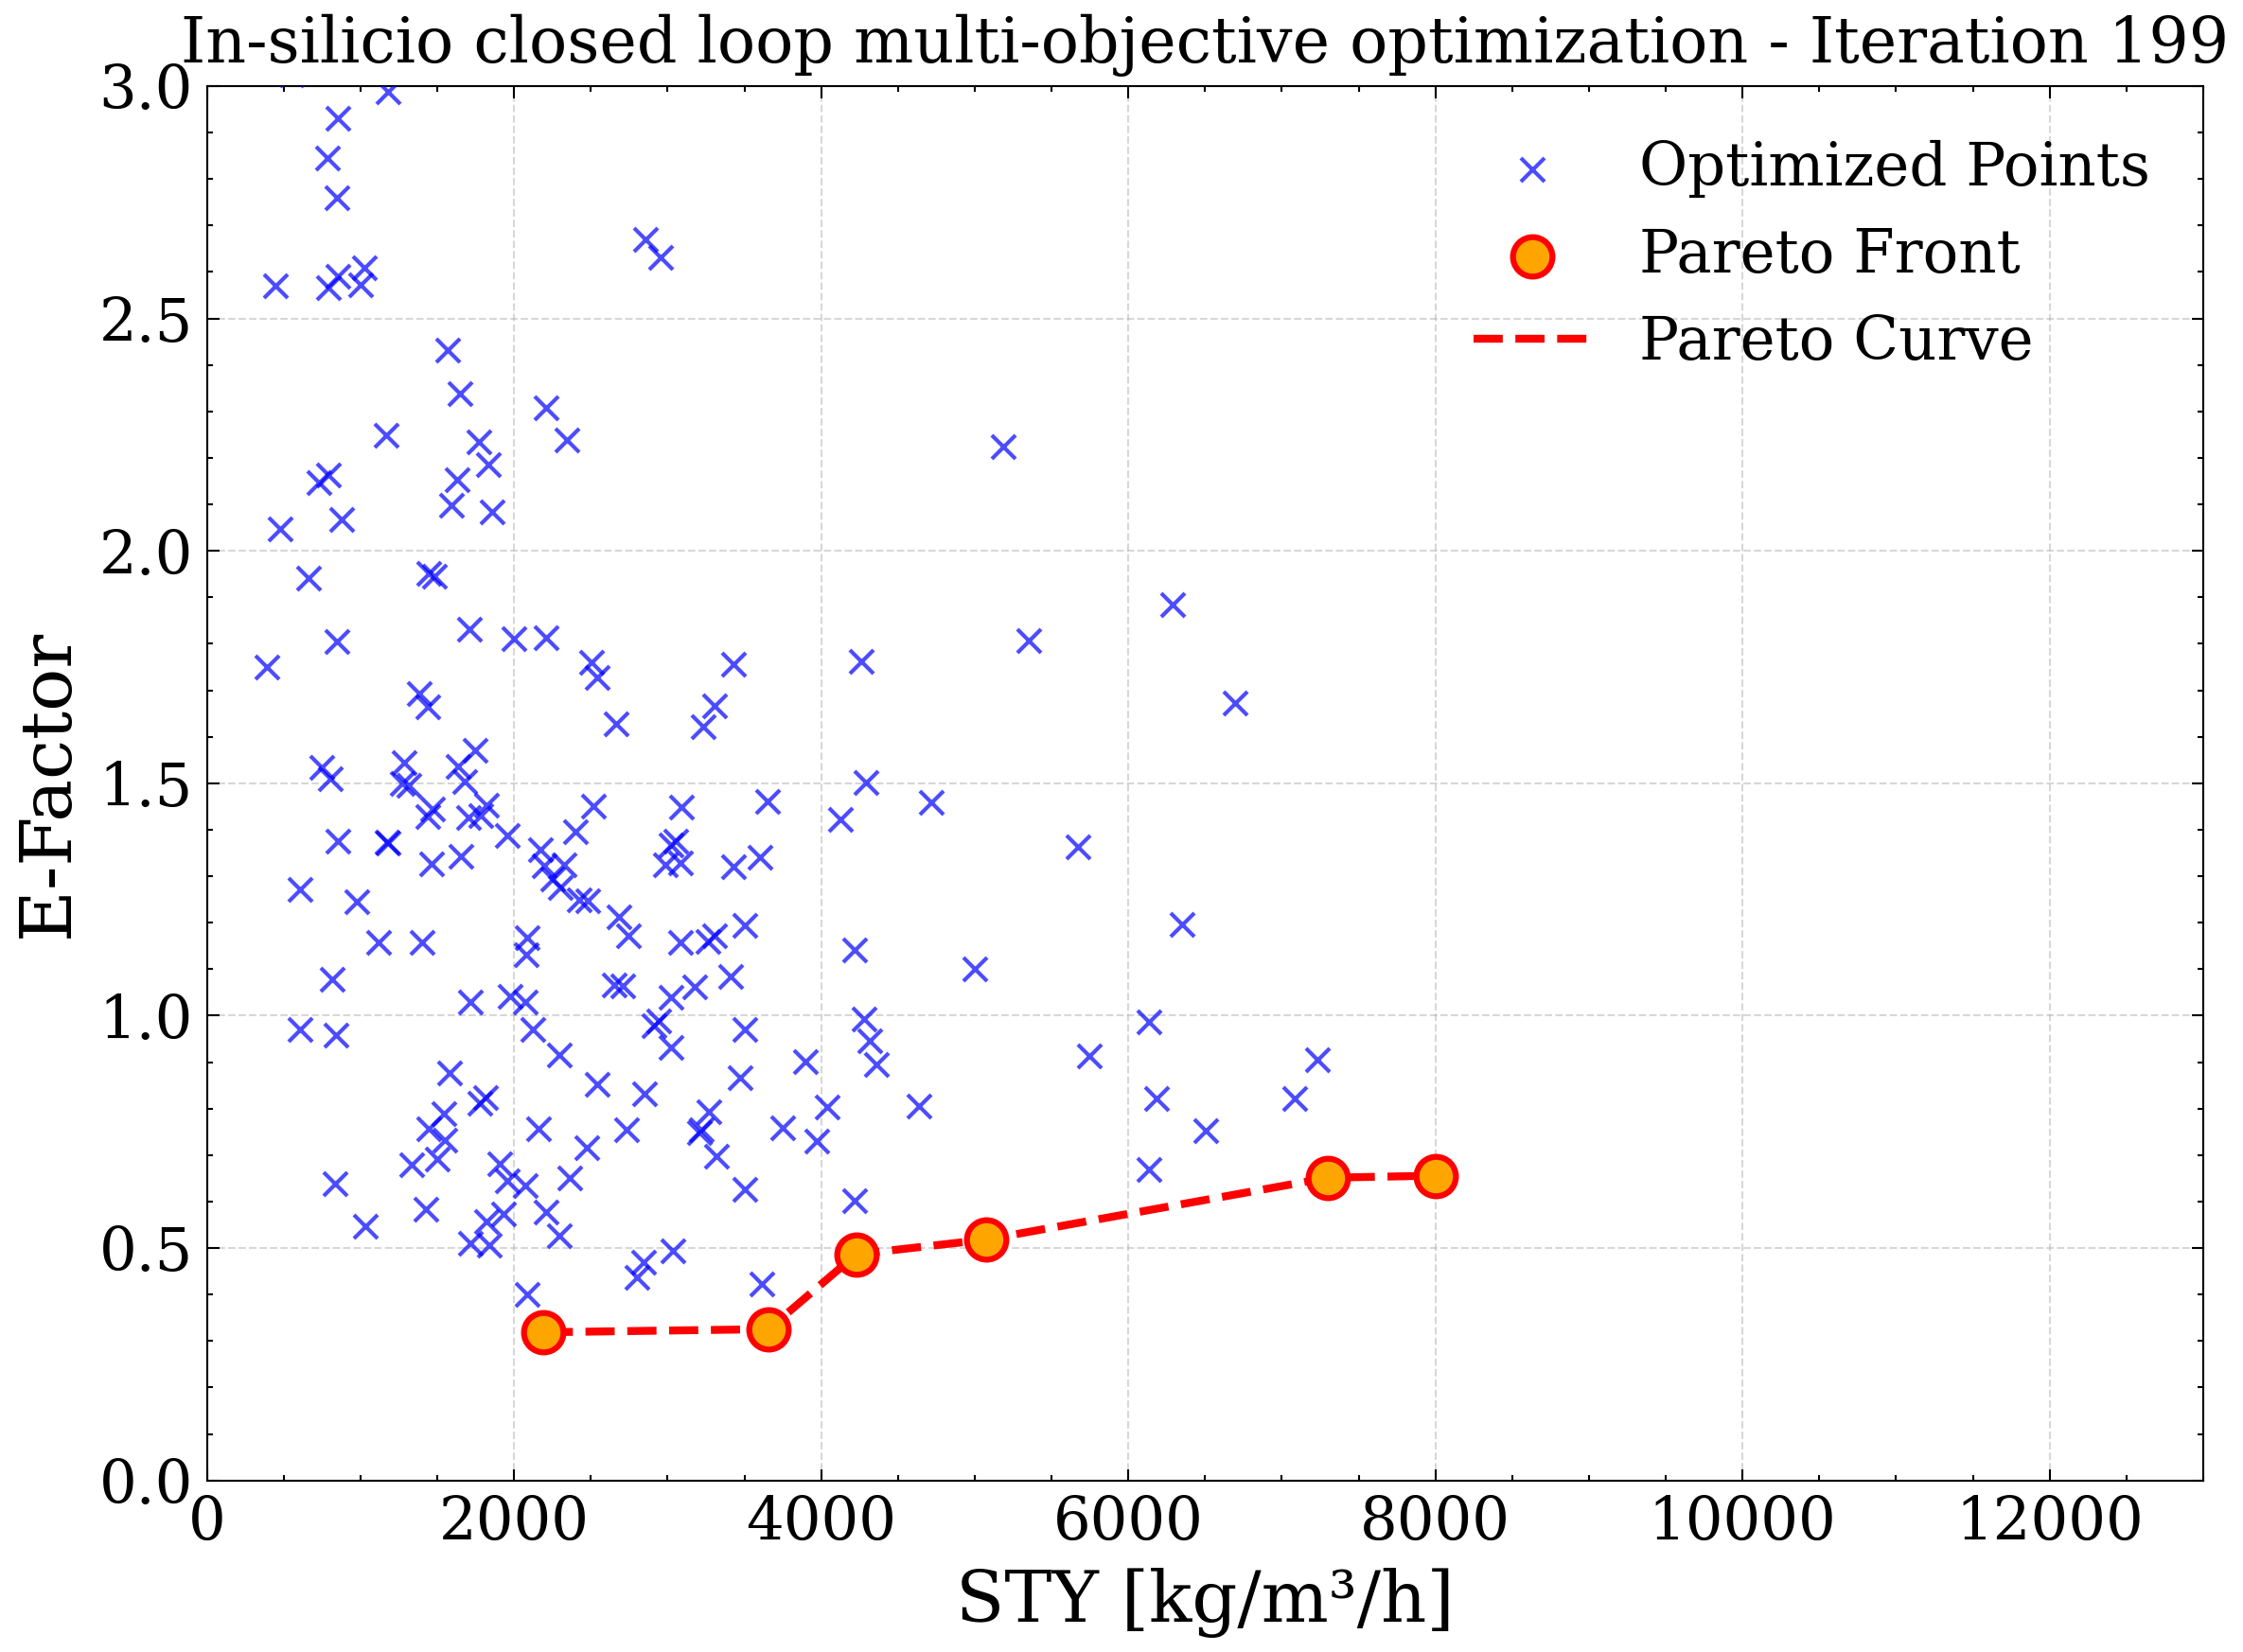 In-silicio closed loop multi-objective optimization - Iteration 199
3.0
2.5
2.0
1.5
1.0
0.5
0.0
E-Factor
Optimized Points
Pareto Front
Pareto Curve
0 2000 4000 6000 8000 10000 12000
STY [kg/m³/h]